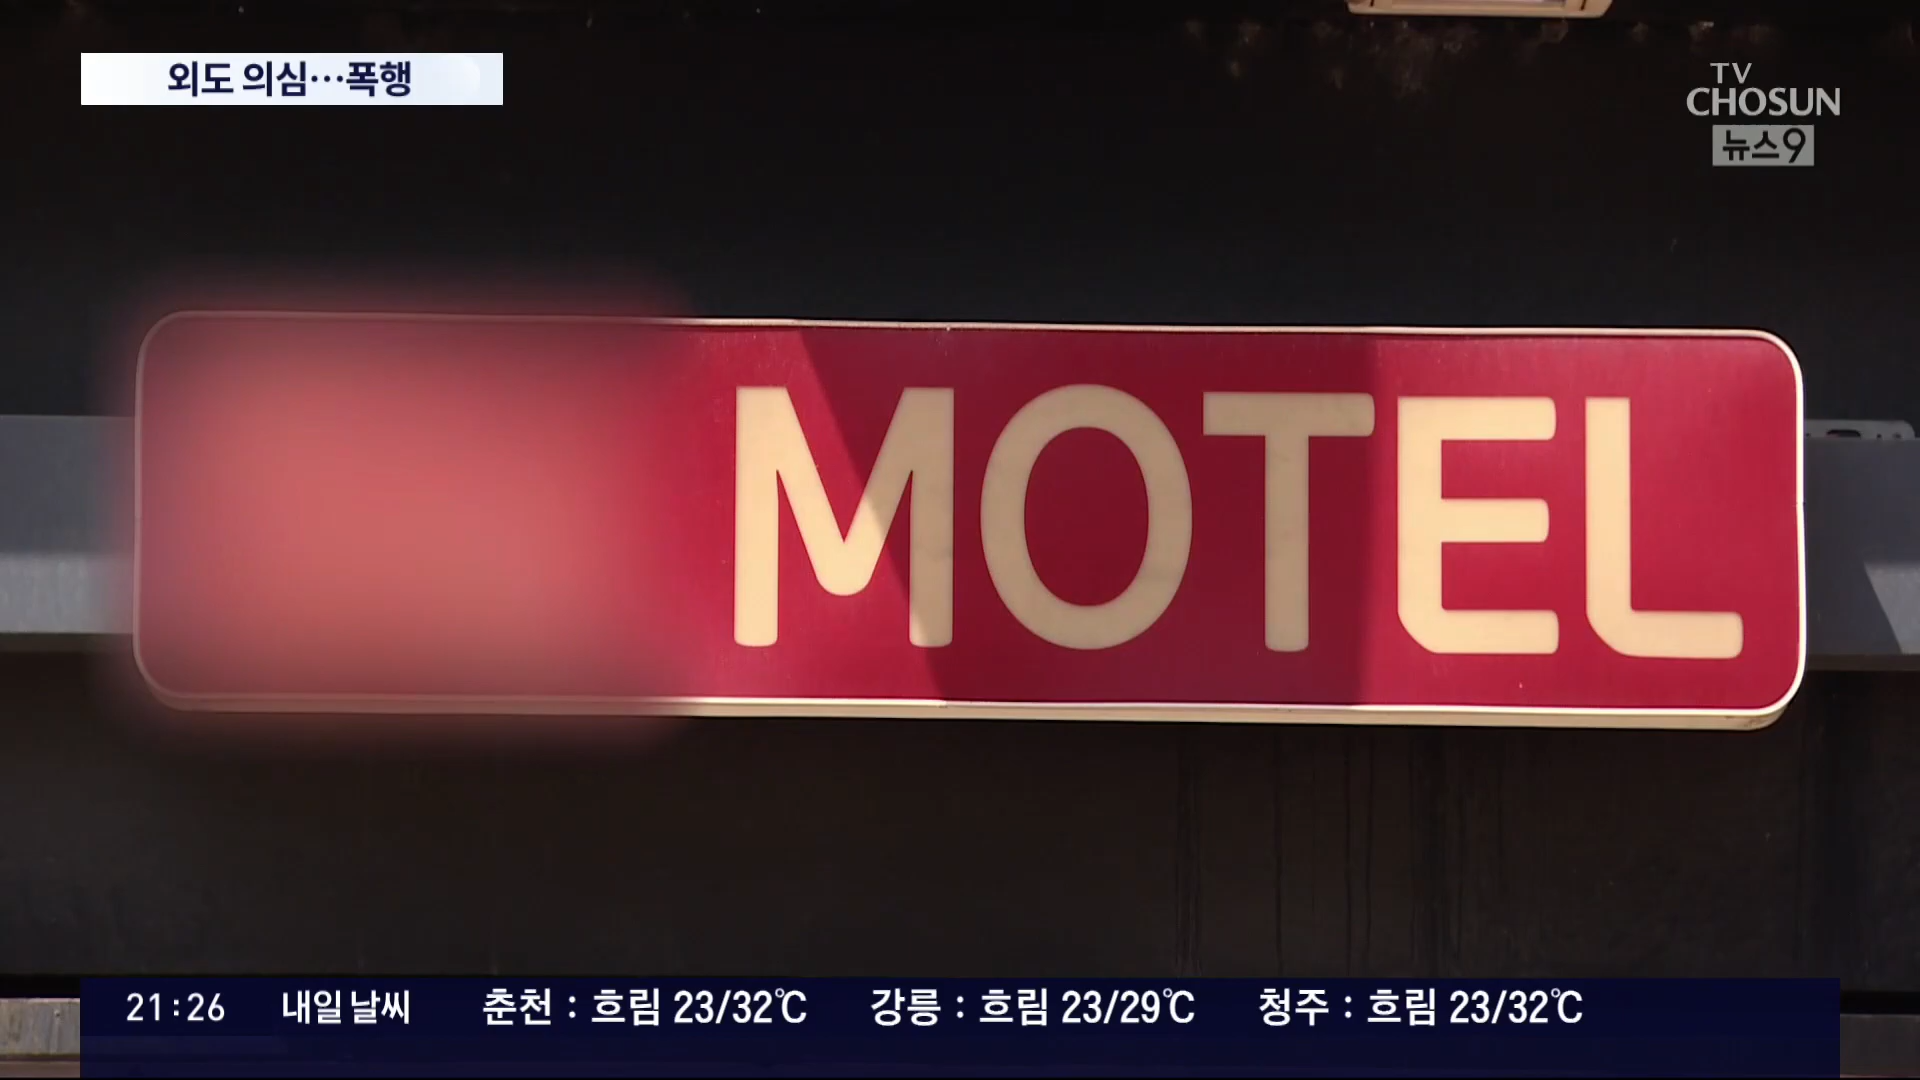 외도 의심…폭행
TV
CHOSUN
뉴스9
MOTEL
21:26 내일 날씨 춘천 : 흐림 23/32℃ 강릉 : 흐림 23/29℃ 청주 : 흐림 23/32℃